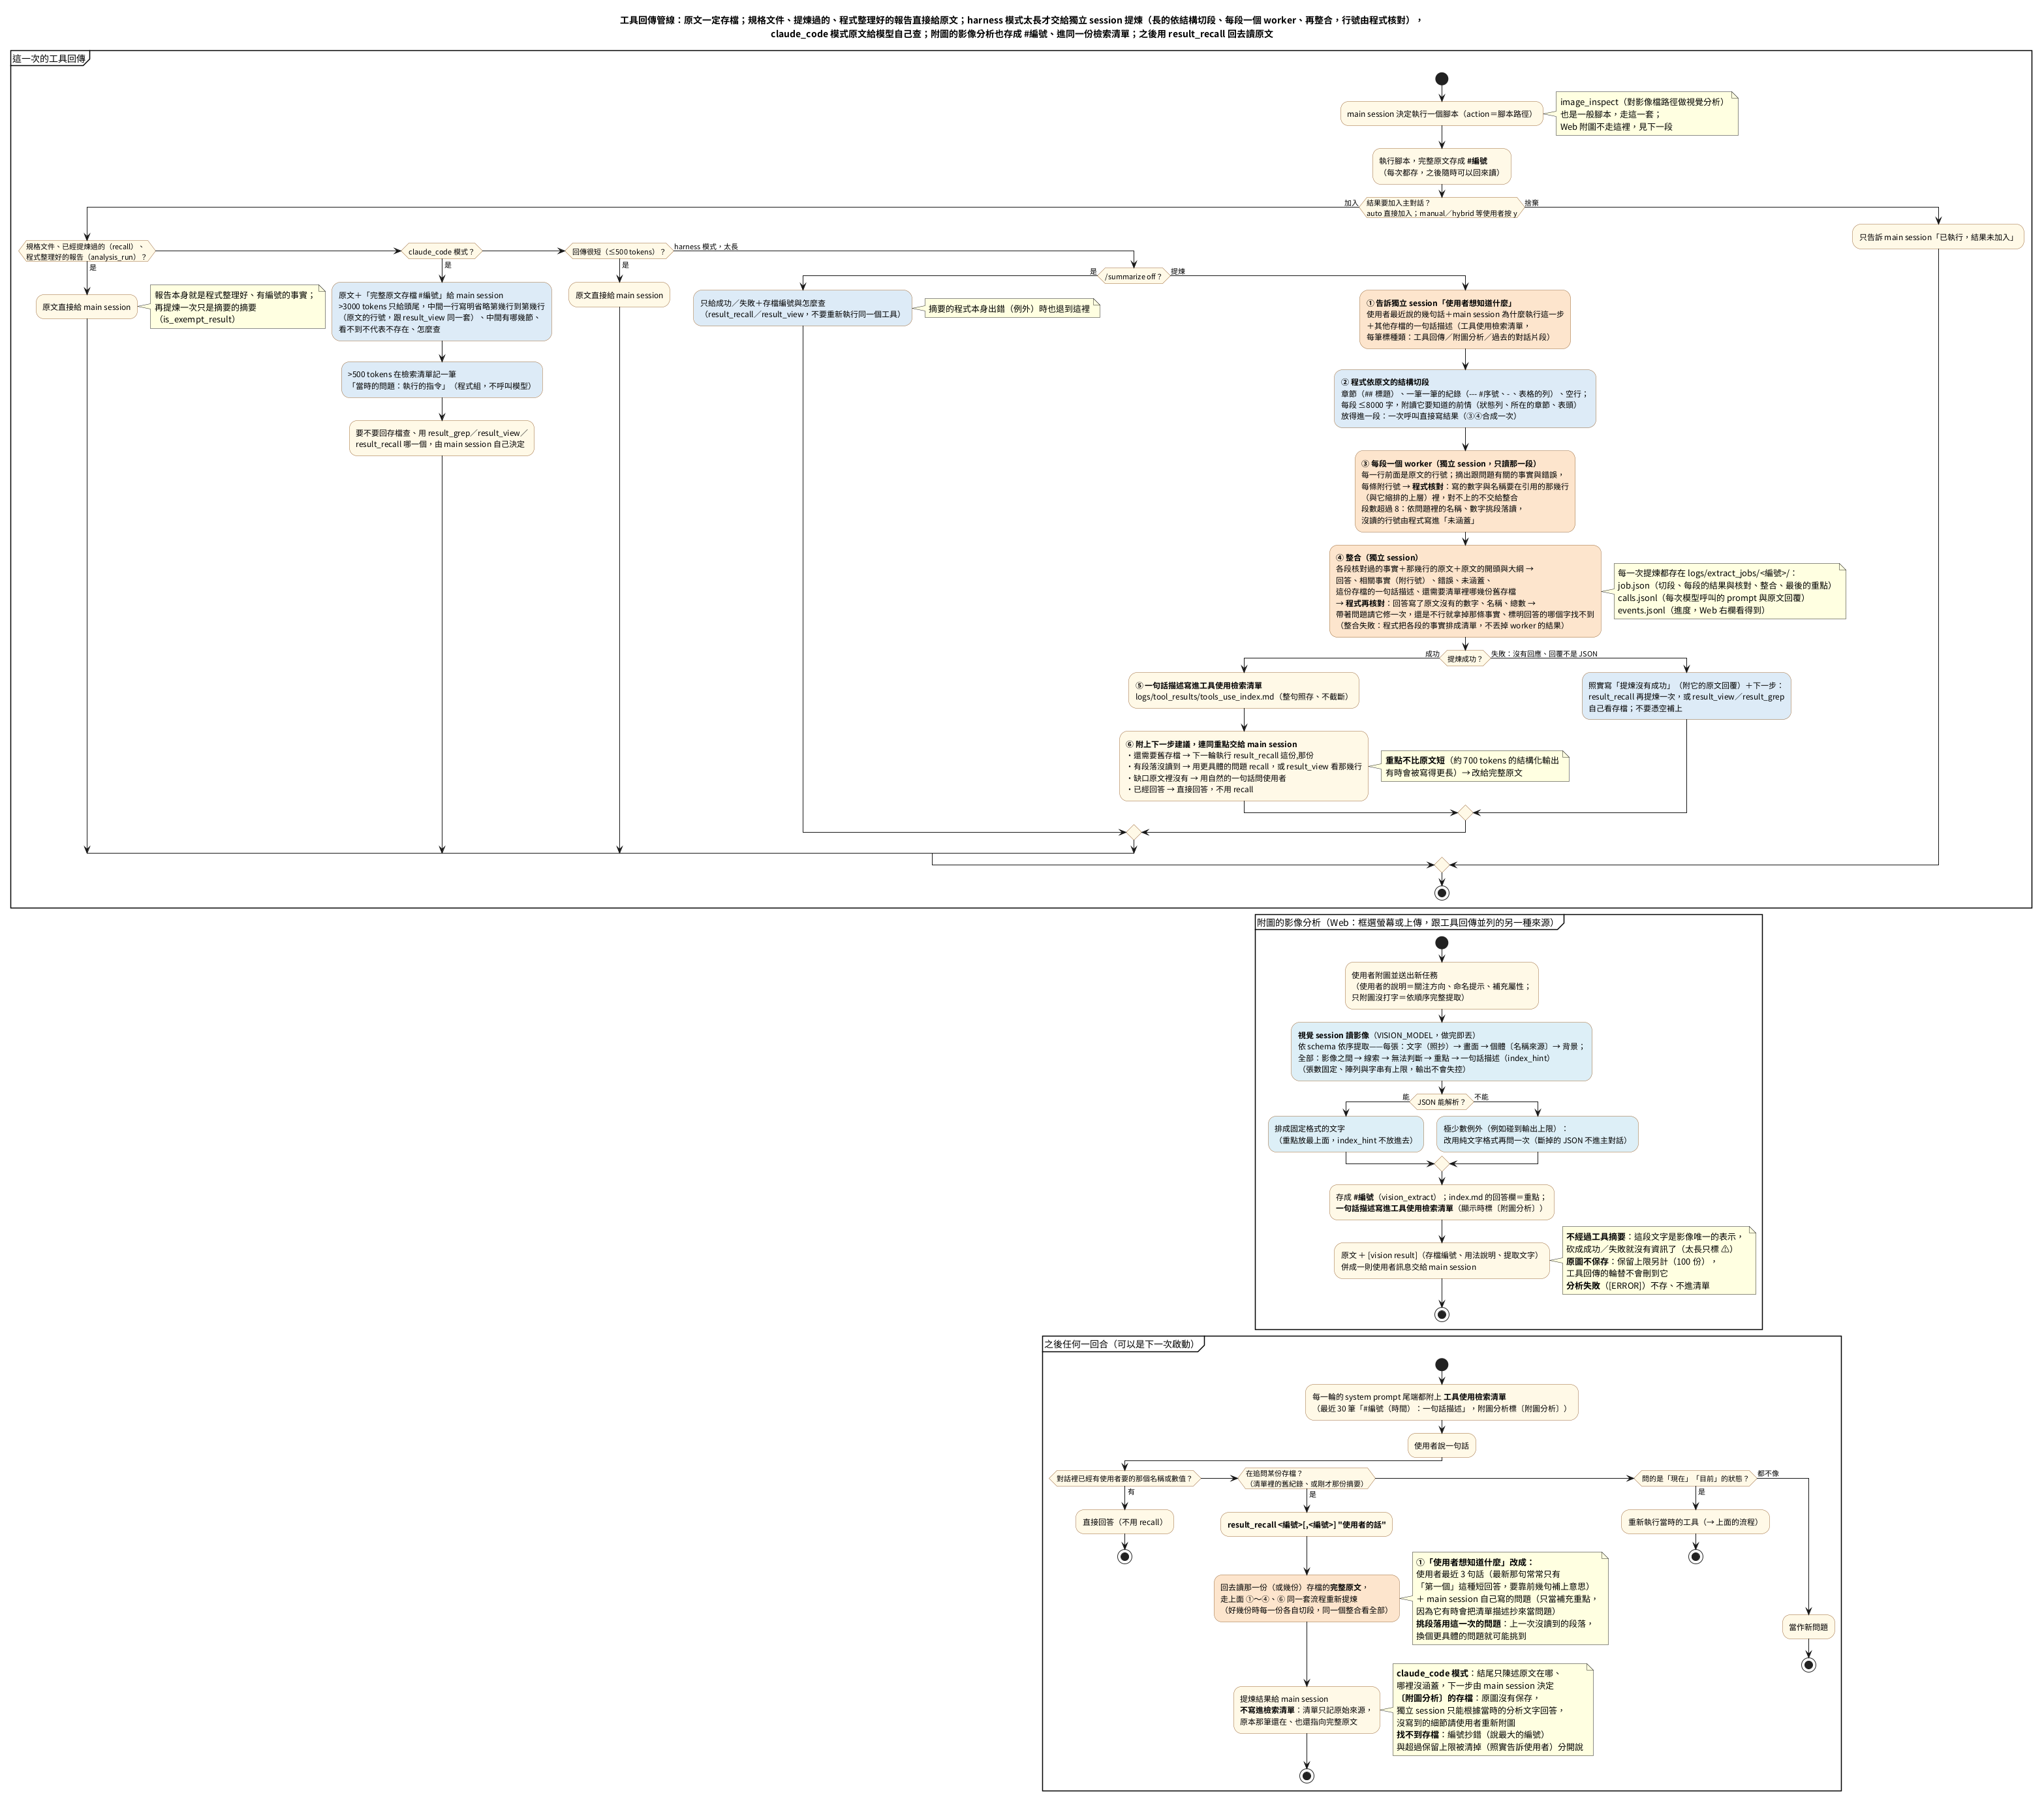 工具回傳管線：原文一定存檔；規格文件、提煉過的、程式整理好的報告直接給原文；harness 模式太長才交給獨立 session 提煉（長的依結構切段、每段一個 worker、再整合，行號由程式核對），
claude_code 模式原文給模型自己查；附圖的影像分析也存成 #編號、進同一份檢索清單；之後用 result_recall 回去讀原文
這一次的工具回傳
main session 決定執行一個腳本（action＝腳本路徑）
image_inspect（對影像檔路徑做視覺分析）
也是一般腳本，走這一套；
Web 附圖不走這裡，見下一段
執行腳本，完整原文存成 #編號
（每次都存，之後隨時可以回來讀）
加入
結果要加入主對話？
auto 直接加入；manual／hybrid 等使用者按 y
捨棄
只告訴 main session「已執行，結果未加入」
規格文件、已經提煉過的（recall）、
程式整理好的報告（analysis_run）？
是
原文直接給 main session
報告本身就是程式整理好、有編號的事實；
再提煉一次只是摘要的摘要
（is_exempt_result）
claude_code 模式？
是
原文＋「完整原文存檔 #編號」給 main session
>3000 tokens 只給頭尾，中間一行寫明省略第幾行到第幾行
（原文的行號，跟 result_view 同一套）、中間有哪幾節、
看不到不代表不存在、怎麼查
>500 tokens 在檢索清單記一筆
「當時的問題：執行的指令」（程式組，不呼叫模型）
要不要回存檔查、用 result_grep／result_view／
result_recall 哪一個，由 main session 自己決定
回傳很短（≤500 tokens）？
是
原文直接給 main session
harness 模式，太長
是
/summarize off？
提煉
只給成功／失敗＋存檔編號與怎麼查
（result_recall／result_view，不要重新執行同一個工具）
摘要的程式本身出錯（例外）時也退到這裡
① 告訴獨立 session「使用者想知道什麼」
使用者最近說的幾句話＋main session 為什麼執行這一步
＋其他存檔的一句話描述（工具使用檢索清單，
每筆標種類：工具回傳／附圖分析／過去的對話片段）
② 程式依原文的結構切段
章節（## 標題）、一筆一筆的紀錄（--- #序號、- 、表格的列）、空行；
每段 ≤8000 字，附讀它要知道的前情（狀態列、所在的章節、表頭）
放得進一段：一次呼叫直接寫結果（③④合成一次）
③ 每段一個 worker（獨立 session，只讀那一段）
每一行前面是原文的行號；摘出跟問題有關的事實與錯誤，
每條附行號 → 程式核對：寫的數字與名稱要在引用的那幾行
（與它縮排的上層）裡，對不上的不交給整合
段數超過 8：依問題裡的名稱、數字挑段落讀，
沒讀的行號由程式寫進「未涵蓋」
④ 整合（獨立 session）
各段核對過的事實＋那幾行的原文＋原文的開頭與大綱 →
回答、相關事實（附行號）、錯誤、未涵蓋、
這份存檔的一句話描述、還需要清單裡哪幾份舊存檔
→ 程式再核對：回答寫了原文沒有的數字、名稱、總數 →
帶著問題請它修一次，還是不行就拿掉那條事實、標明回答的哪個字找不到
（整合失敗：程式把各段的事實排成清單，不丟掉 worker 的結果）
每一次提煉都存在 logs/extract_jobs/<編號>/：
job.json（切段、每段的結果與核對、整合、最後的重點）
calls.jsonl（每次模型呼叫的 prompt 與原文回覆）
events.jsonl（進度，Web 右欄看得到）
成功
提煉成功？
失敗：沒有回應、回覆不是 JSON
⑤ 一句話描述寫進工具使用檢索清單
logs/tool_results/tools_use_index.md（整句照存、不截斷）
照實寫「提煉沒有成功」（附它的原文回覆）＋下一步：
result_recall 再提煉一次，或 result_view／result_grep
自己看存檔；不要憑空補上
⑥ 附上下一步建議，連同重點交給 main session
・還需要舊存檔 → 下一輪執行 result_recall 這份,那份
・有段落沒讀到 → 用更具體的問題 recall，或 result_view 看那幾行
・缺口原文裡沒有 → 用自然的一句話問使用者
・已經回答 → 直接回答，不用 recall
重點不比原文短（約 700 tokens 的結構化輸出
有時會被寫得更長）→ 改給完整原文
附圖的影像分析（Web：框選螢幕或上傳，跟工具回傳並列的另一種來源）
使用者附圖並送出新任務
（使用者的說明＝關注方向、命名提示、補充屬性；
只附圖沒打字＝依順序完整提取）
視覺 session 讀影像（VISION_MODEL，做完即丟）
依 schema 依序提取——每張：文字（照抄）→ 畫面 → 個體〔名稱來源〕→ 背景；
全部：影像之間 → 線索 → 無法判斷 → 重點 → 一句話描述（index_hint）
（張數固定、陣列與字串有上限，輸出不會失控）
能
JSON 能解析？
不能
排成固定格式的文字
（重點放最上面，index_hint 不放進去）
極少數例外（例如碰到輸出上限）：
改用純文字格式再問一次（斷掉的 JSON 不進主對話）
存成 #編號（vision_extract）；index.md 的回答欄＝重點；
一句話描述寫進工具使用檢索清單（顯示時標〔附圖分析〕）
原文 ＋ [vision result]（存檔編號、用法說明、提取文字）
併成一則使用者訊息交給 main session
不經過工具摘要：這段文字是影像唯一的表示，
砍成成功／失敗就沒有資訊了（太長只標 ⚠）
原圖不保存：保留上限另計（100 份），
工具回傳的輪替不會刪到它
分析失敗（[ERROR]）不存、不進清單
之後任何一回合（可以是下一次啟動）
每一輪的 system prompt 尾端都附上 工具使用檢索清單
（最近 30 筆「#編號（時間）：一句話描述」，附圖分析標〔附圖分析〕）
使用者說一句話
對話裡已經有使用者要的那個名稱或數值？
有
直接回答（不用 recall）
在追問某份存檔？
（清單裡的舊紀錄、或剛才那份摘要）
是
result_recall <編號>[,<編號>] "使用者的話"
回去讀那一份（或幾份）存檔的完整原文，
走上面 ①～④、⑥ 同一套流程重新提煉
（好幾份時每一份各自切段，同一個整合看全部）
①「使用者想知道什麼」改成：
使用者最近 3 句話（最新那句常常只有
「第一個」這種短回答，要靠前幾句補上意思）
＋ main session 自己寫的問題（只當補充重點，
因為它有時會把清單描述抄來當問題）
挑段落用這一次的問題：上一次沒讀到的段落，
換個更具體的問題就可能挑到
提煉結果給 main session
不寫進檢索清單：清單只記原始來源，
原本那筆還在、也還指向完整原文
claude_code 模式：結尾只陳述原文在哪、
哪裡沒涵蓋，下一步由 main session 決定
〔附圖分析〕的存檔：原圖沒有保存，
獨立 session 只能根據當時的分析文字回答，
沒寫到的細節請使用者重新附圖
找不到存檔：編號抄錯（說最大的編號）
與超過保留上限被清掉（照實告訴使用者）分開說
問的是「現在」「目前」的狀態？
是
重新執行當時的工具（→ 上面的流程）
都不像
當作新問題